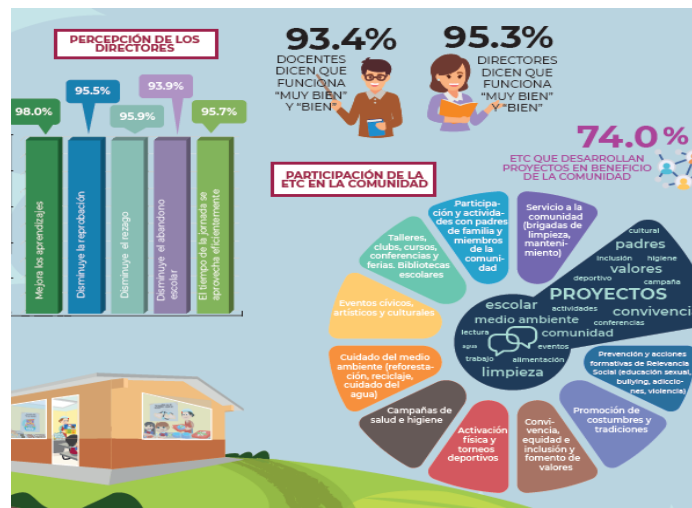 PERCEPCIÓN DE LOS
DIRECTORES
98.0%
95.5%
95.9%
93.9%
95.7%
Mejora los aprendizajes
Disminuye la reprobación
Disminuye el rezago
Disminuye el abandono
escolar
El tiempo de la jornada se
aprovecha eficientemente
93.4%
DOCENTES
DICEN QUE
FUNCIONA
“MUY BIEN”
Y “BIEN”
95.3%
DIRECTORES
DICEN QUE
FUNCIONA
“MUY BIEN”
Y “BIEN”
74.0%
ETC QUE DESARROLLAN
PROYECTOS EN BENEFICIO
DE LA COMUNIDAD
PARTICIPACIÓN DE LA
ETC EN LA COMUNIDAD
Participa-
ción y activida-
des con padres
de familia y
miembros
de la
comuni-
dad
Servicio a la
comunidad
(brigadas de
limpieza,
manteni-
miento)
Talleres,
clubs, cursos,
conferencias y
ferias. Bibliotecas
escolares
Eventos cívicos,
artísticos y culturales
Cuidado del medio
ambiente (reforesta-
ción, reciclaje,
cuidado del
agua)
Campañas de
salud e higiene
Activación
física y
torneos
deportivos
Convi-
vencia,
equidad e
inclusión y
fomento de
valores
Promoción de
costumbres y
tradiciones
Prevención y acciones
formativas de Relevancia
Social (educación sexual,
bullying, adiccio-
nes, violencia)
cultural
padres
inclusión higiene
valores
deportivo campaña
PROYECTOS
escolar actividades convivenci
medio ambiente conferencias
lectura comunidad
agua eventos
trabajo alimentación
limpieza